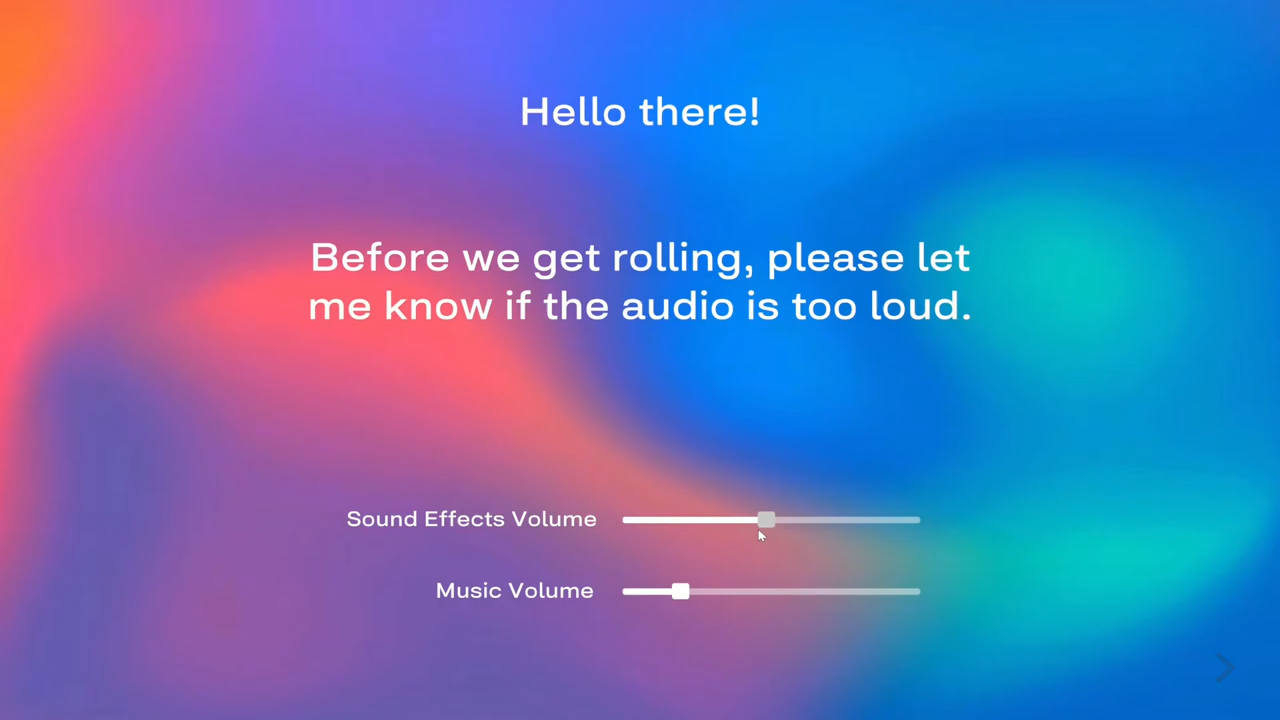 Hello there!
Before we get rolling, please let
me know if the audio is too loud.
Sound Effects Volume
Music Volume